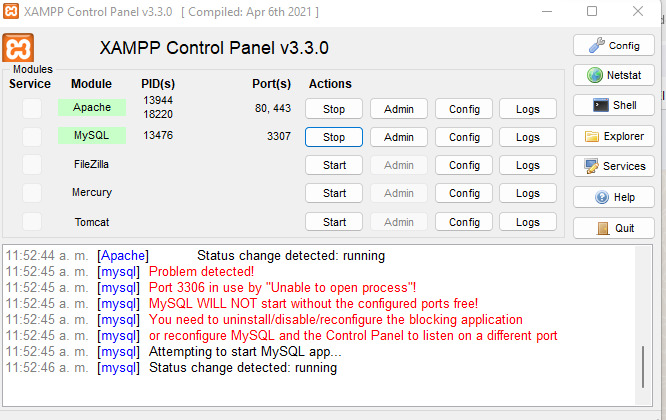 XAMPP Control Panel v3.3.0 [ Compiled: Apr 6th 2021 ]
XAMPP Control Panel v3.3.0
Config
Modules
Service Module PID(s) Port(s) Actions
Netstat
Apache 13944 18220 80, 443 Stop Admin Config Logs
Shell
MySQL 13476 3307 Stop Admin Config Logs
Explorer
FileZilla Start Admin Config Logs
Services
Mercury Start Admin Config Logs
Help
Tomcat Start Admin Config Logs
Quit
11:52:44 a. m. [Apache] Status change detected: running
11:52:45 a. m. [mysql] Problem detected!
11:52:45 a. m. [mysql] Port 3306 in use by "Unable to open process"!
11:52:45 a. m. [mysql] MySQL WILL NOT start without the configured ports free!
11:52:45 a. m. [mysql] You need to uninstall/disable/reconfigure the blocking application
11:52:45 a. m. [mysql] or reconfigure MySQL and the Control Panel to listen on a different port
11:52:45 a. m. [mysql] Attempting to start MySQL app...
11:52:46 a. m. [mysql] Status change detected: running